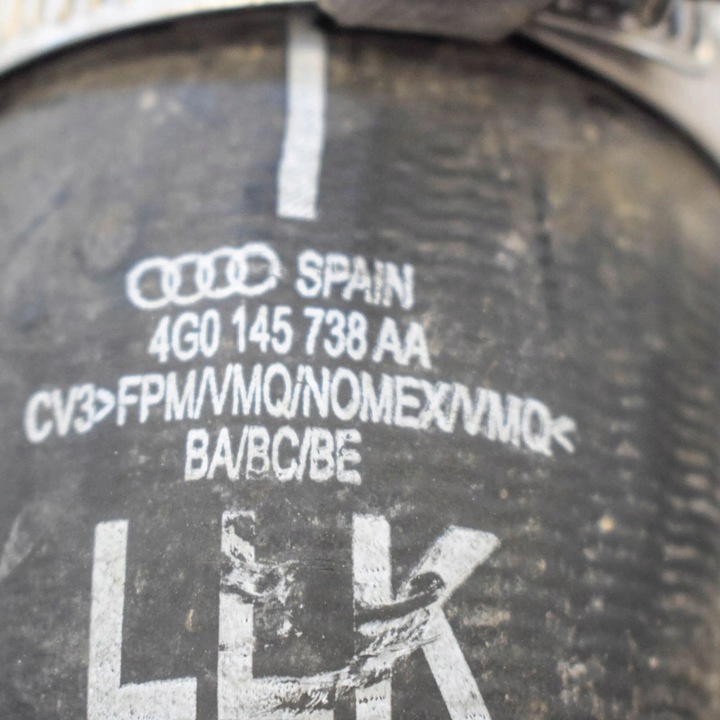 SPAIN
4G0 145 738 AA
CV3>FPM/VMQ/NOMEX/VMQ<
BA/BC/BE
LLK